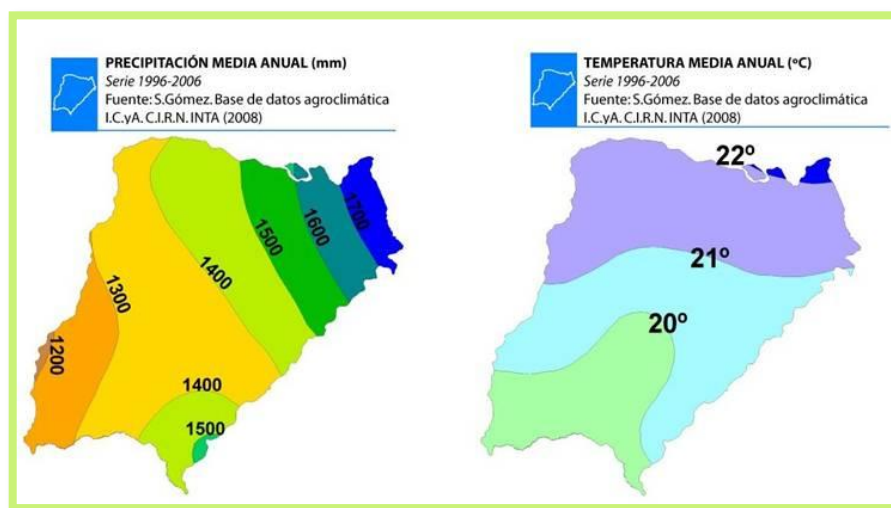 PRECIPITACIÓN MEDIA ANUAL (mm)
Serie 1996-2006
Fuente: S.Gómez. Base de datos agroclimática
I.C.yA. C.I.R.N. INTA (2008)
1200
1300
1400
1500
1600
1700
1400
1500
TEMPERATURA MEDIA ANUAL (ºC)
Serie 1996-2006
Fuente: S.Gómez. Base de datos agroclimática
I.C.yA. C.I.R.N. INTA (2008)
22º
21º
20º